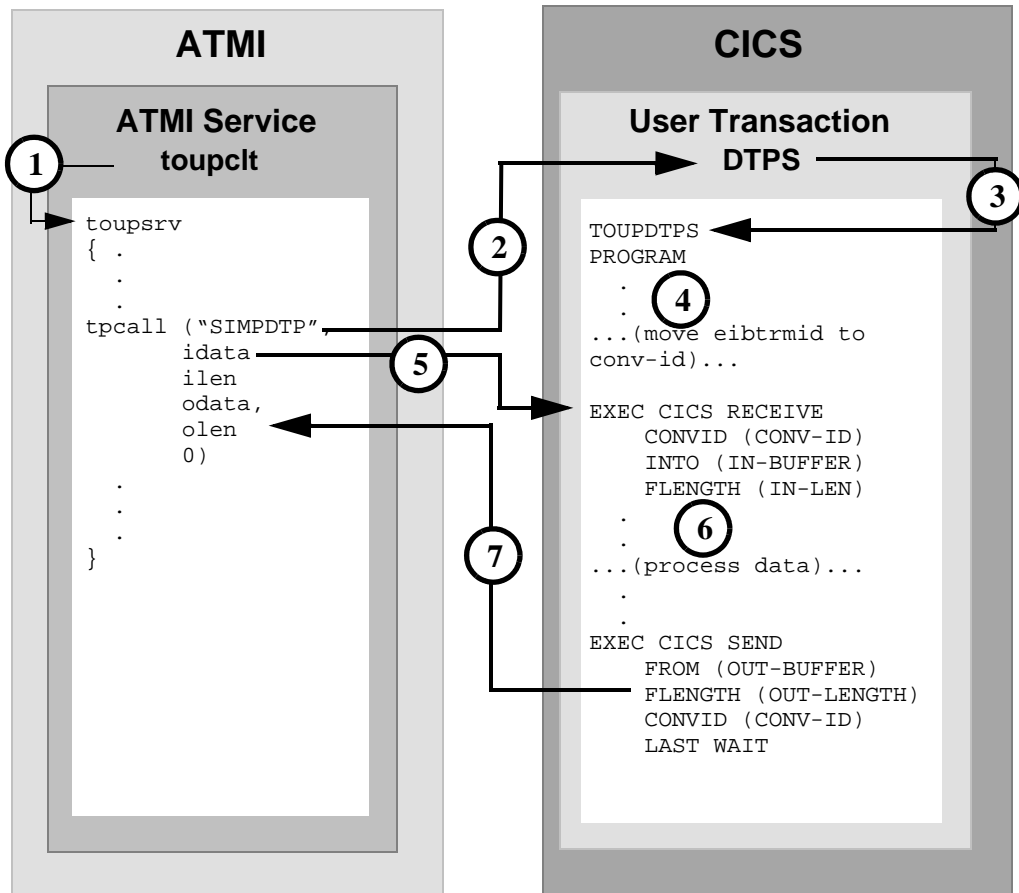 ATMI
ATMI Service
toupclt
1
toupsrv
{ .
.
.
tpcall (“SIMPDTP”,
idata
ilen
odata,
olen
0)
.
.
.
}
2
5
7
CICS
User Transaction
DTPS
3
TOUPDTPS
PROGRAM
.
.
4
...(move eibtrmid to
conv-id)...
EXEC CICS RECEIVE
CONVID (CONV-ID)
INTO (IN-BUFFER)
FLENGTH (IN-LEN)
.
.
6
...(process data)...
.
.
EXEC CICS SEND
FROM (OUT-BUFFER)
FLENGTH (OUT-LENGTH)
CONVID (CONV-ID)
LAST WAIT